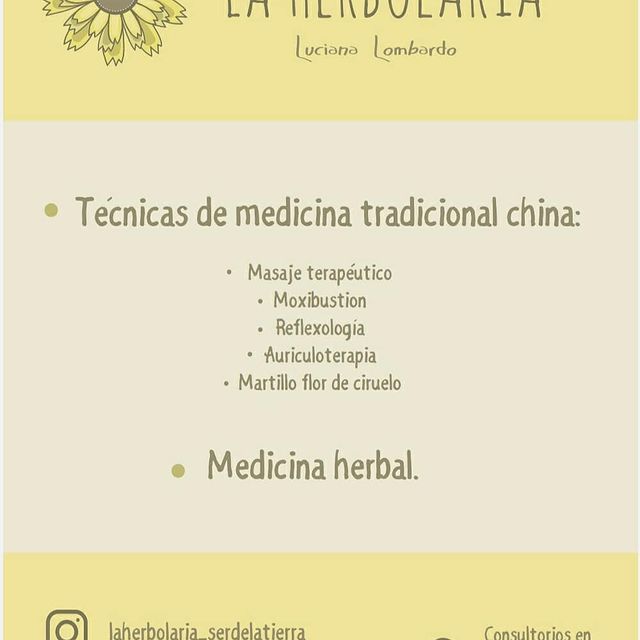 LA HERBOLARIA
Luciana Lombardo
• Técnicas de medicina tradicional china:
• Masaje terapéutico
• Moxibustion
• Reflexología
• Auriculoterapia
• Martillo flor de ciruelo
• Medicina herbal.
laherbolaria_serdelatierra
Consultorios en